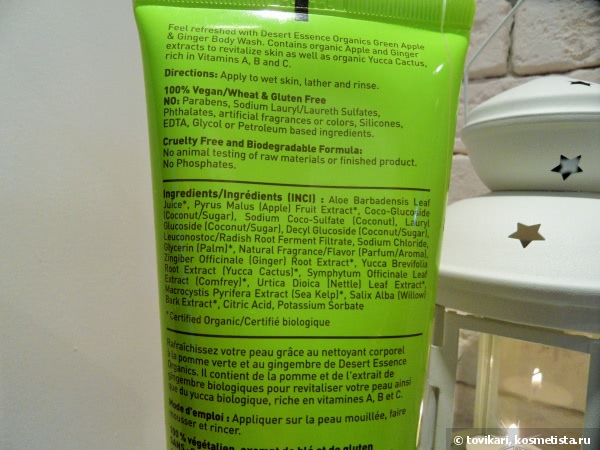 Feel refreshed with Desert Essence Organics Green Apple
& Ginger Body Wash. Contains organic Apple and Ginger
extracts to revitalize skin as well as organic Yucca Cactus,
rich in Vitamins A, B and C.
Directions: Apply to wet skin, lather and rinse.
100% Vegan/Wheat & Gluten Free
NO: Parabens, Sodium Lauryl/Laureth Sulfates,
Phthalates, artificial fragrances or colors, Silicones,
EDTA, Glycol or Petroleum based ingredients.
Cruelty Free and Biodegradable Formula:
No animal testing of raw materials or finished product.
No Phosphates.
Ingredients/Ingrédients (INCI) : Aloe Barbadensis Leaf
Juice*, Pyrus Malus (Apple) Fruit Extract*, Coco-Glucoside
(Coconut/Sugar), Sodium Coco-Sulfate (Coconut), Lauryl
Glucoside (Coconut/Sugar), Decyl Glucoside (Coconut/Sugar),
Leuconostoc/Radish Root Ferment Filtrate, Sodium Chloride,
Glycerin (Palm)*, Natural Fragrance/Flavor (Parfum/Aroma),
Zingiber Officinale (Ginger) Root Extract*, Yucca Brevifolia
Root Extract (Yucca Cactus)*, Symphytum Officinale Leaf
Extract (Comfrey)*, Urtica Dioica (Nettle) Leaf Extract*,
Macrocystis Pyrifera Extract (Sea Kelp)*, Salix Alba (Willow)
Bark Extract*, Citric Acid, Potassium Sorbate
* Certified Organic/Certifié biologique
Rafraîchissez votre peau grâce au nettoyant corporel
à la pomme verte et au gingembre de Desert Essence
Organics. Il contient de la pomme et de l'extrait de
gingembre biologiques pour revitaliser votre peau ainsi
que du yucca biologique, riche en vitamines A, B et C.
Mode d'emploi : Appliquer sur la peau mouillée, faire
mousser et rincer.
100 % végétalien, exempt de blé et de gluten
© tovikari, kosmetista.ru